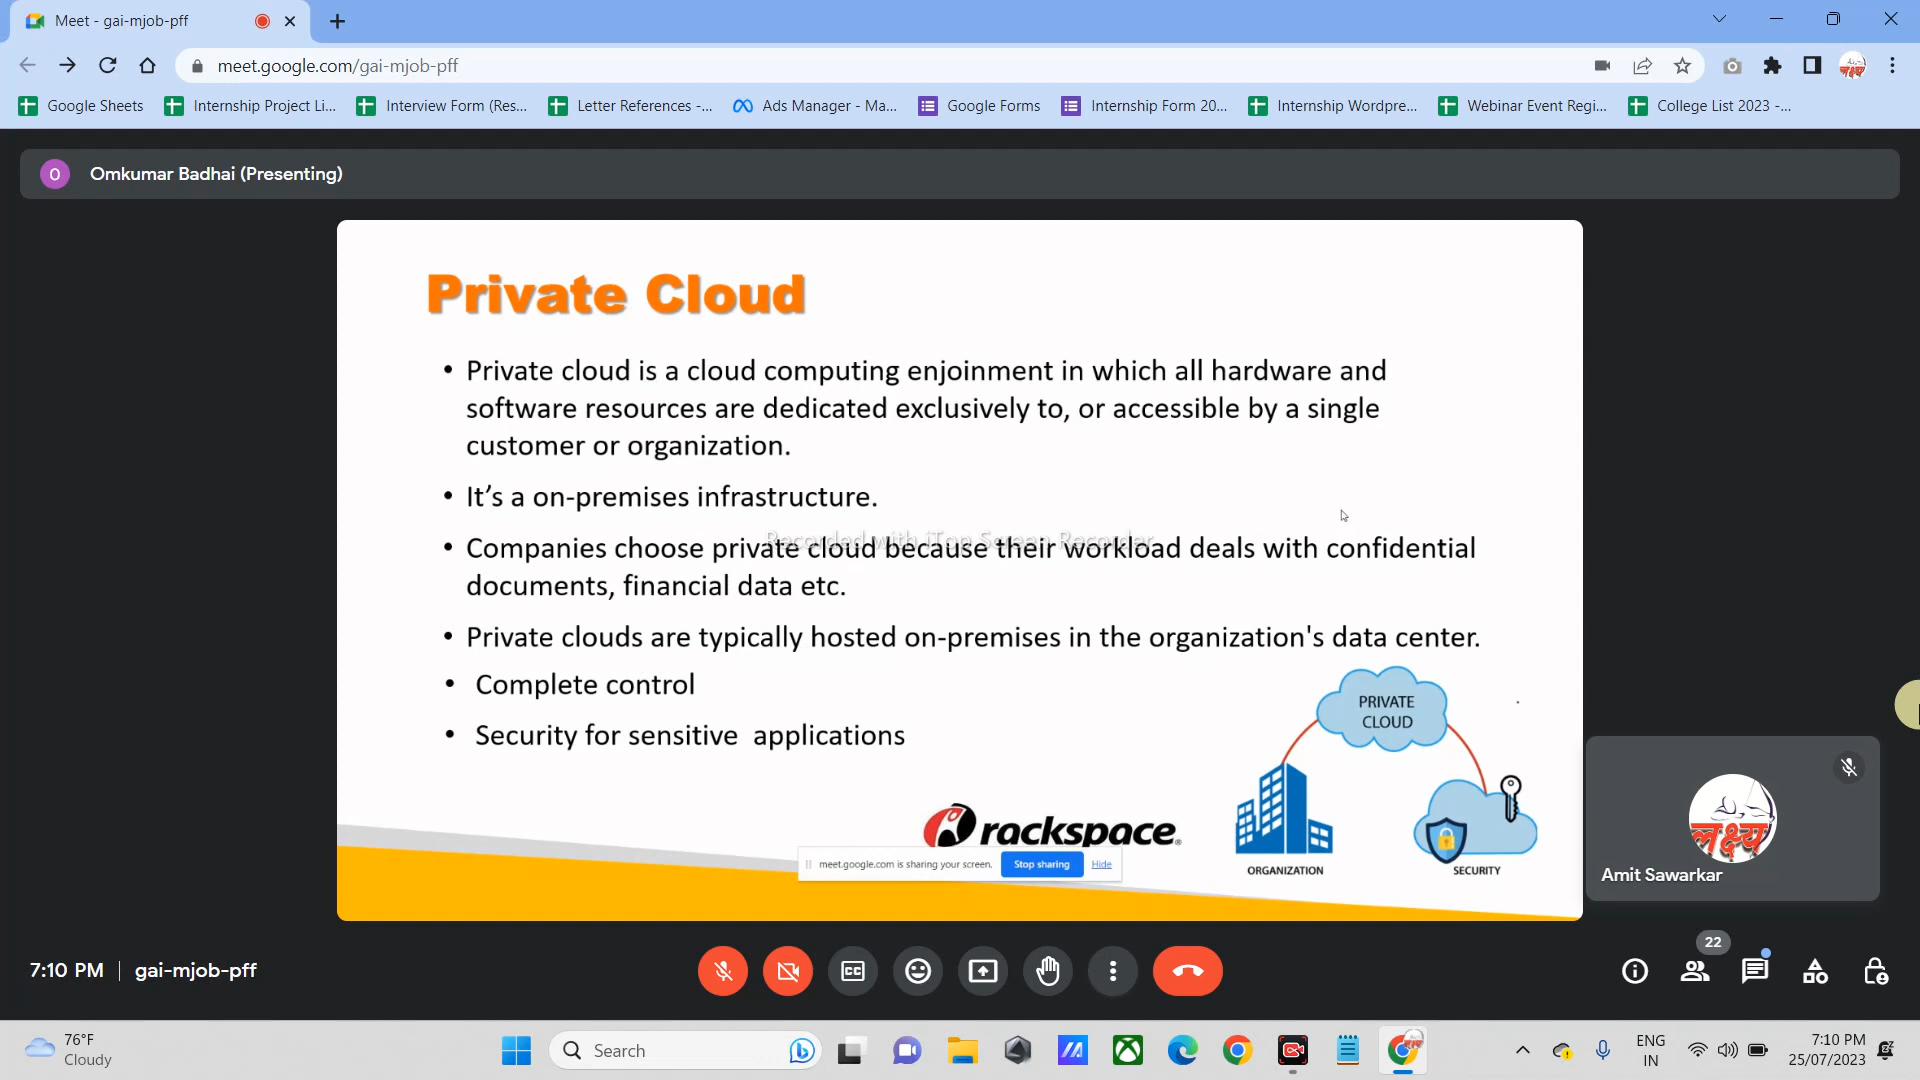 Meet - gai-mjob-pff
meet.google.com/gai-mjob-pff
Google Sheets
Internship Project Li...
Interview Form (Res...
Letter References -...
Ads Manager - Ma...
Google Forms
Internship Form 20...
Internship Wordpre...
Webinar Event Regi...
College List 2023 -...
O
Omkumar Badhai (Presenting)
Private Cloud
• Private cloud is a cloud computing enjoinment in which all hardware and
software resources are dedicated exclusively to, or accessible by a single
customer or organization.
• It’s a on-premises infrastructure.
Recorded with iTop Screen Recorder
• Companies choose private cloud because their workload deals with confidential
documents, financial data etc.
• Private clouds are typically hosted on-premises in the organization's data center.
• Complete control
• Security for sensitive applications
PRIVATE
CLOUD
rackspace®
ORGANIZATION
SECURITY
meet.google.com is sharing your screen.
Stop sharing
Hide
लक्ष्य
Amit Sawarkar
7:10 PM
gai-mjob-pff
CC
22
76°F
Cloudy
Search
ENG
IN
7:10 PM
25/07/2023